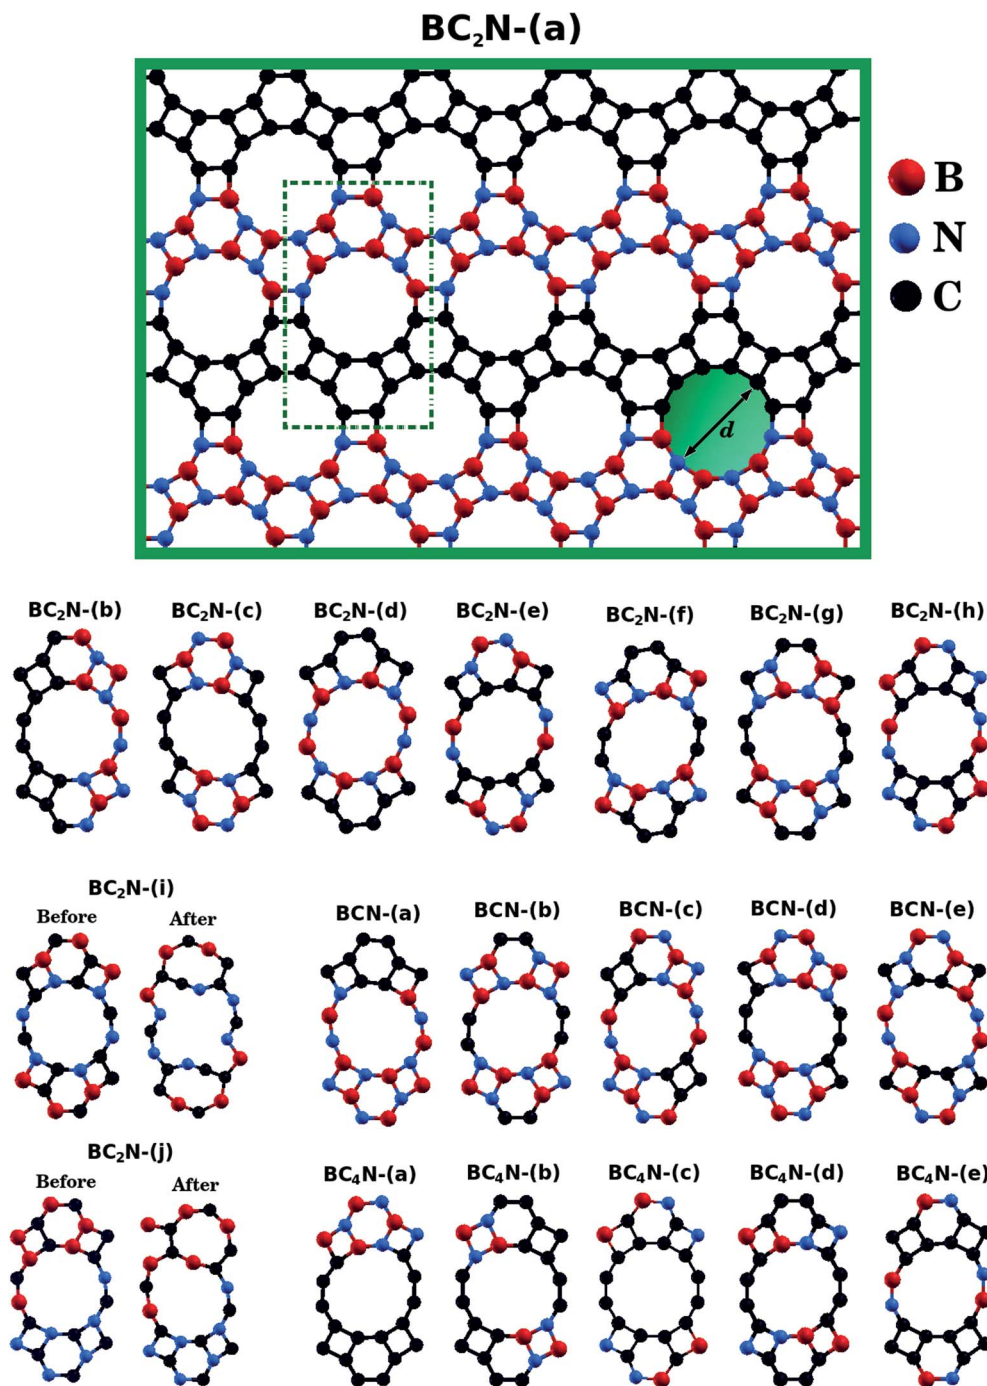 BC₂N-(a)
B
N
C
d
BC₂N-(b) BC₂N-(c) BC₂N-(d) BC₂N-(e) BC₂N-(f) BC₂N-(g) BC₂N-(h)
BC₂N-(i)
Before After
BCN-(a) BCN-(b) BCN-(c) BCN-(d) BCN-(e)
BC₂N-(j)
Before After
BC₄N-(a) BC₄N-(b) BC₄N-(c) BC₄N-(d) BC₄N-(e)